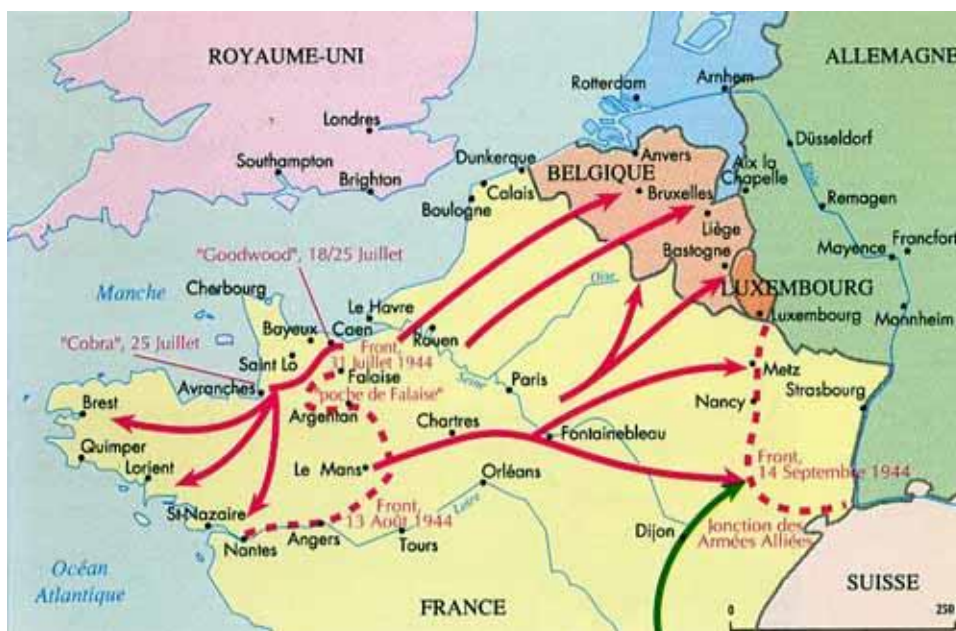 ROYAUME-UNI
ALLEMAGNE
Rotterdam
Arnhem
Londres
Düsseldorf
Southampton
Dunkerque
Anvers
Aix la
Chapelle
BELGIQUE
Brighton
Calais
Bruxelles
Rhin
Remagen
Boulogne
Liège
"Goodwood", 18/25 Juillet
Bastogne
Mayence
Francfort
Manche
Cherbourg
Oise
LUXEMBOURG
Le Havre
Luxembourg
Mannheim
Bayeux
Caen
Rouen
"Cobra", 25 Juillet
Front,
31 Juillet 1944
Saint Lô
Falaise
Seine
Metz
Avranches
"poche de Falaise"
Paris
Strasbourg
Brest
Argentan
Nancy
Chartres
Quimper
Fontainebleau
Lorient
Le Mans
Orléans
Front,
14 Septembre 1944
St-Nazaire
Front,
13 Août 1944
Loire
Nantes
Angers
Tours
Dijon
Jonction des
Armées Alliées
Océan
Atlantique
FRANCE
SUISSE
0
250